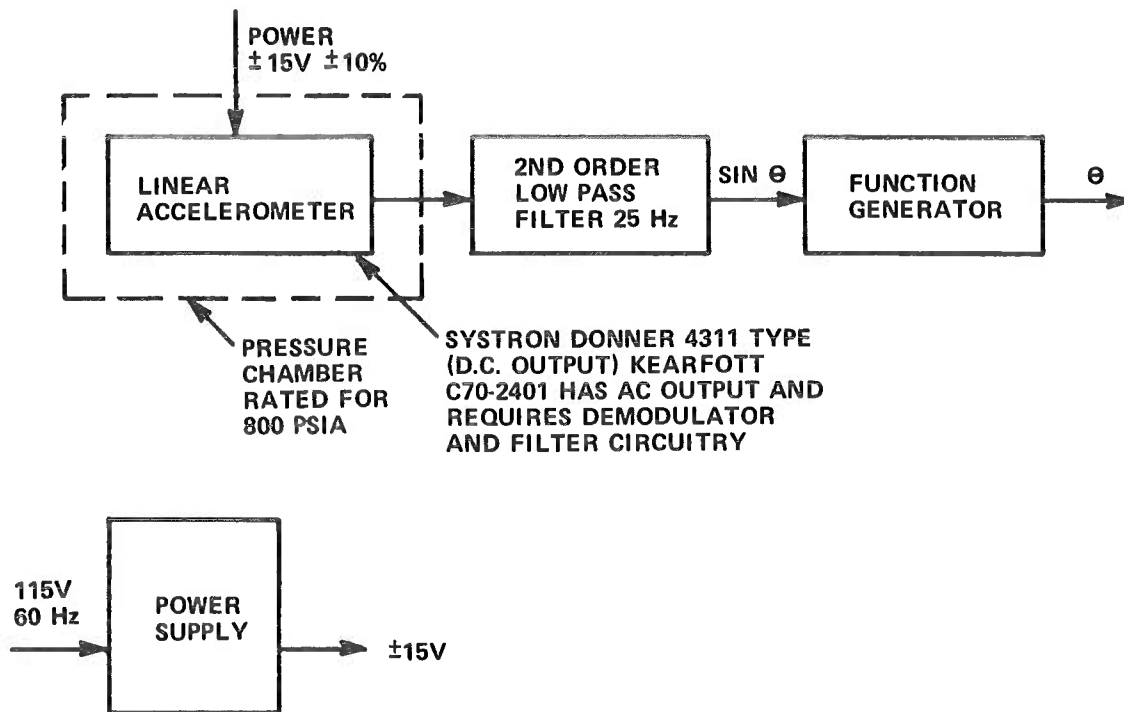 POWER
±15V ±10%
LINEAR
ACCELEROMETER
2ND ORDER
LOW PASS
FILTER 25 Hz
SIN Θ
FUNCTION
GENERATOR
Θ
PRESSURE
CHAMBER
RATED FOR
800 PSIA
SYSTRON DONNER 4311 TYPE
(D.C. OUTPUT) KEARFOTT
C70-2401 HAS AC OUTPUT AND
REQUIRES DEMODULATOR
AND FILTER CIRCUITRY
115V
60 Hz
POWER
SUPPLY
±15V